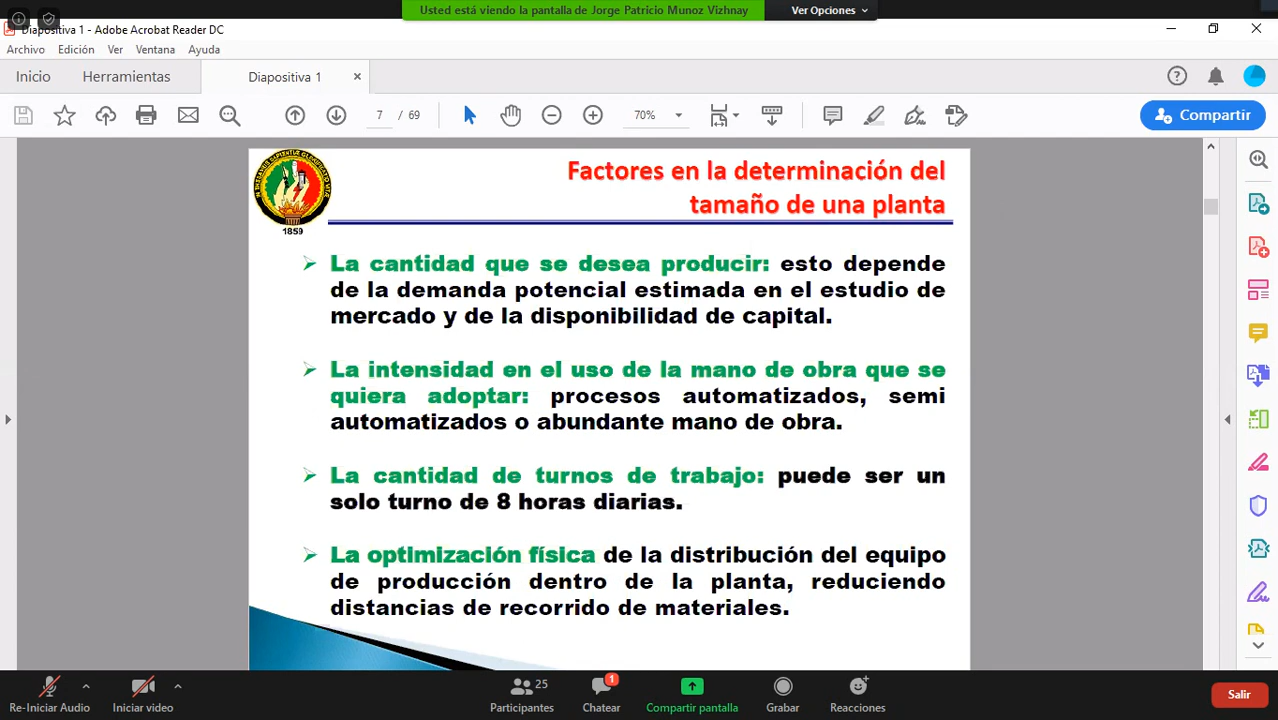 Usted está viendo la pantalla de Jorge Patricio Munoz Vizhnay
Ver Opciones
Diapositiva 1 - Adobe Acrobat Reader DC
Archivo Edición Ver Ventana Ayuda
Inicio Herramientas Diapositiva 1
7 / 69 70% Compartir
Factores en la determinación del
tamaño de una planta
1859
La cantidad que se desea producir: esto depende
de la demanda potencial estimada en el estudio de
mercado y de la disponibilidad de capital.
La intensidad en el uso de la mano de obra que se
quiera adoptar: procesos automatizados, semi
automatizados o abundante mano de obra.
La cantidad de turnos de trabajo: puede ser un
solo turno de 8 horas diarias.
La optimización física de la distribución del equipo
de producción dentro de la planta, reduciendo
distancias de recorrido de materiales.
25 1
Re-Iniciar Audio Iniciar video Participantes Chatear Compartir pantalla Grabar Reacciones Salir